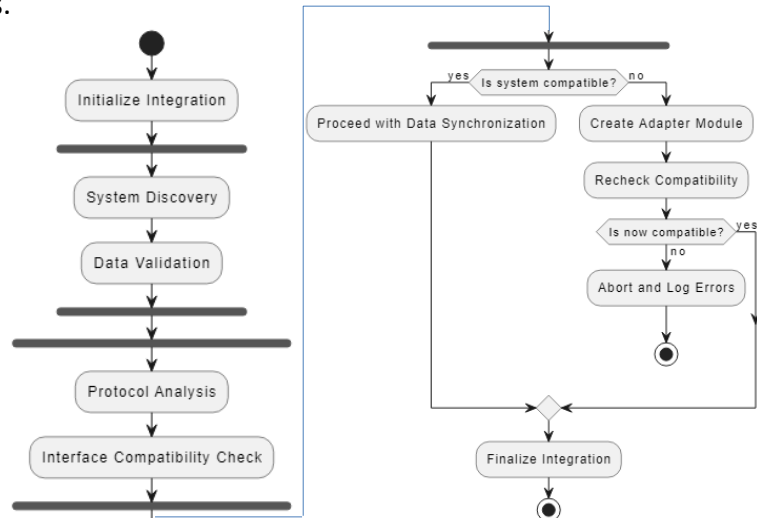 Initialize Integration
System Discovery
Data Validation
Protocol Analysis
Interface Compatibility Check
yes
Is system compatible?
no
Proceed with Data Synchronization
Create Adapter Module
Recheck Compatibility
Is now compatible?
yes
no
Abort and Log Errors
Finalize Integration